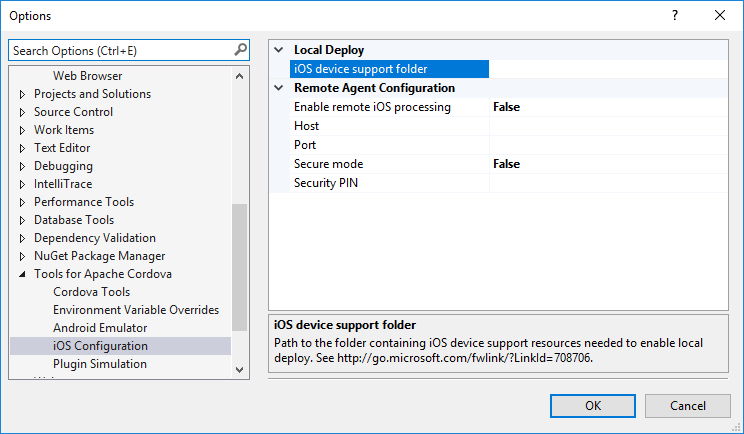 Options
?
Search Options (Ctrl+E)
Web Browser
Projects and Solutions
Source Control
Work Items
Text Editor
Debugging
IntelliTrace
Performance Tools
Database Tools
Dependency Validation
NuGet Package Manager
Tools for Apache Cordova
Cordova Tools
Environment Variable Overrides
Android Emulator
iOS Configuration
Plugin Simulation
Local Deploy
iOS device support folder
Remote Agent Configuration
Enable remote iOS processing False
Host
Port
Secure mode False
Security PIN
iOS device support folder
Path to the folder containing iOS device support resources needed to enable local
deploy. See http://go.microsoft.com/fwlink/?LinkId=708706.
OK
Cancel